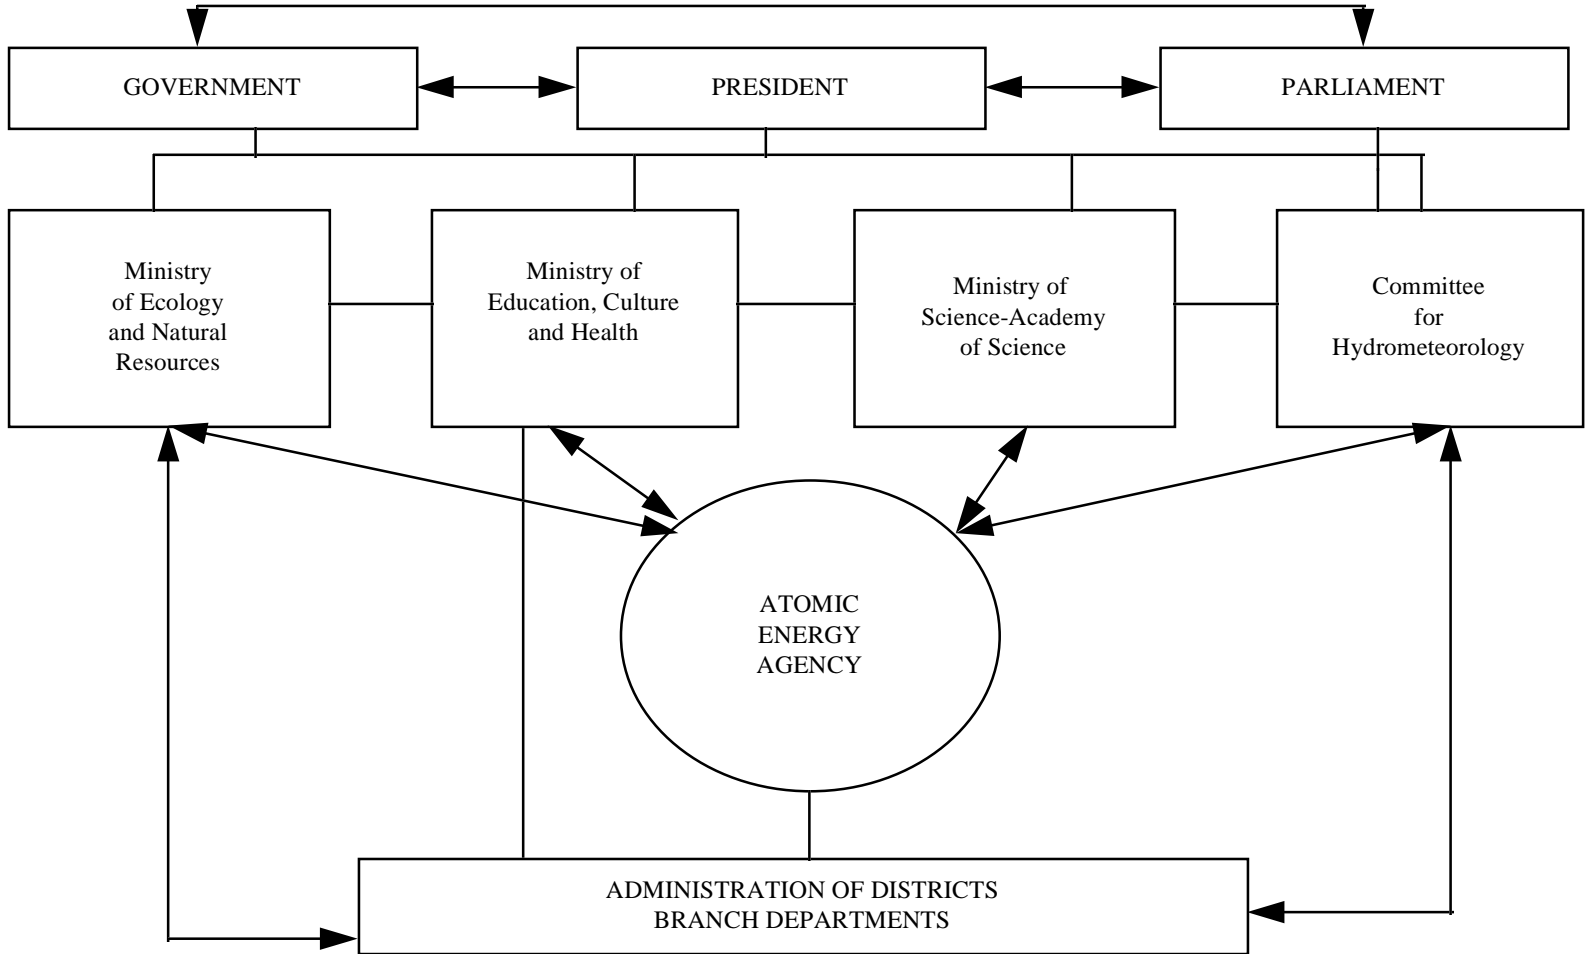 GOVERNMENT
PRESIDENT
PARLIAMENT
Ministry
of Ecology
and Natural
Resources
Ministry of
Education, Culture
and Health
Ministry of
Science-Academy
of Science
Committee
for
Hydrometeorology
ATOMIC
ENERGY
AGENCY
ADMINISTRATION OF DISTRICTS
BRANCH DEPARTMENTS